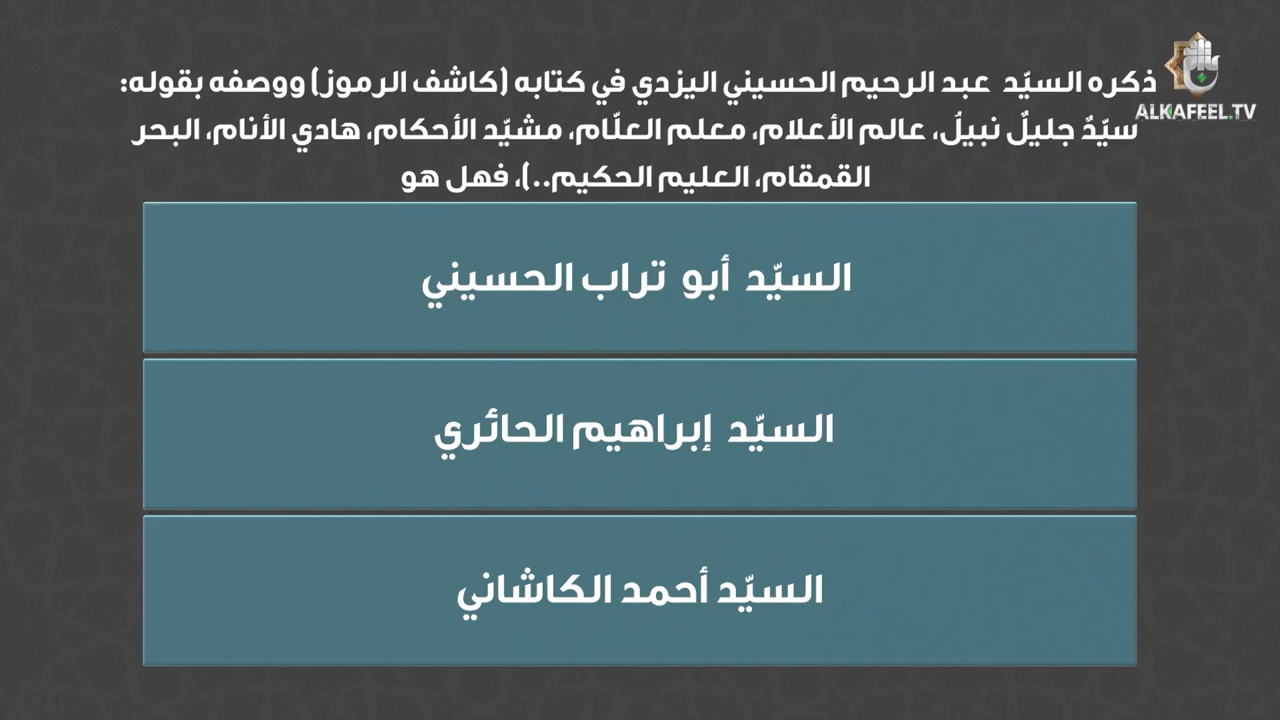 ذكره السيّد عبد الرحيم الحسيني اليزدي في كتابه (كاشف الرموز) ووصفه بقوله:
سيّدٌ جليلٌ نبيلُ، عالم الأعلام، معلم العلّام، مشيّد الأحكام، هادي الأنام، البحر
القمقام، العليم الحكيم..)، فهل هو
ALKAFEEL.TV
السيّد أبو تراب الحسيني
السيّد إبراهيم الحائري
السيّد أحمد الكاشاني